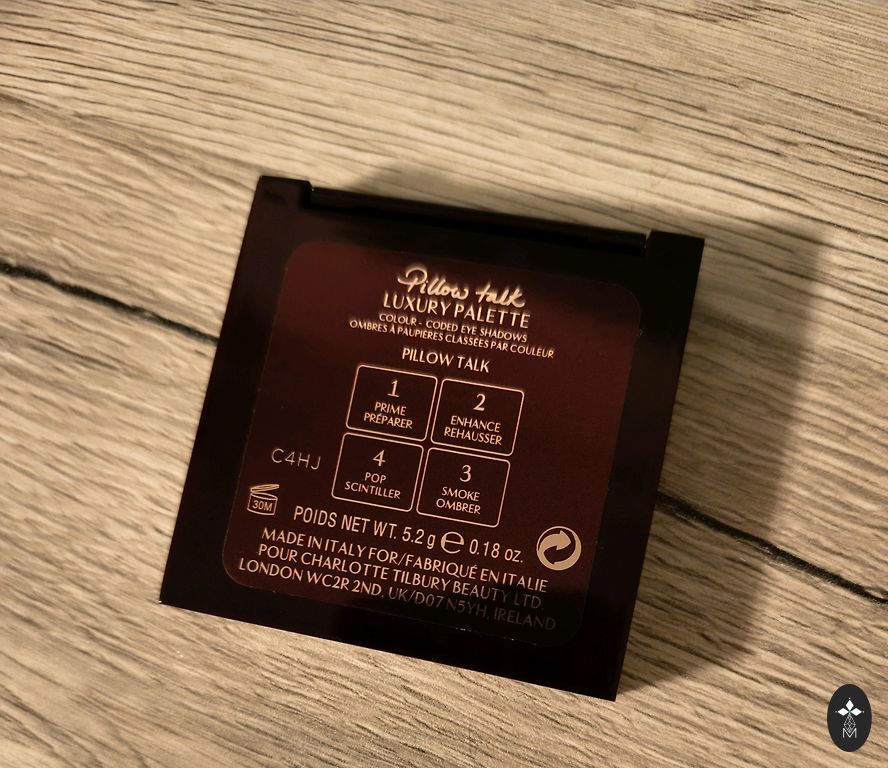 Pillow talk
LUXURY PALETTE
COLOUR - CODED EYE SHADOWS
OMBRES À PAUPIÈRES CLASSÉES PAR COULEUR
PILLOW TALK
1
PRIME
PRÉPARER
2
ENHANCE
REHAUSSER
4
POP
SCINTILLER
3
SMOKE
OMBRER
C4HJ
30M
POIDS NET WT. 5.2 g e 0.18 oz.
MADE IN ITALY FOR/FABRIQUÉ EN ITALIE
POUR CHARLOTTE TILBURY BEAUTY LTD.
LONDON WC2R 2ND, UK/D07 N5YH, IRELAND
M